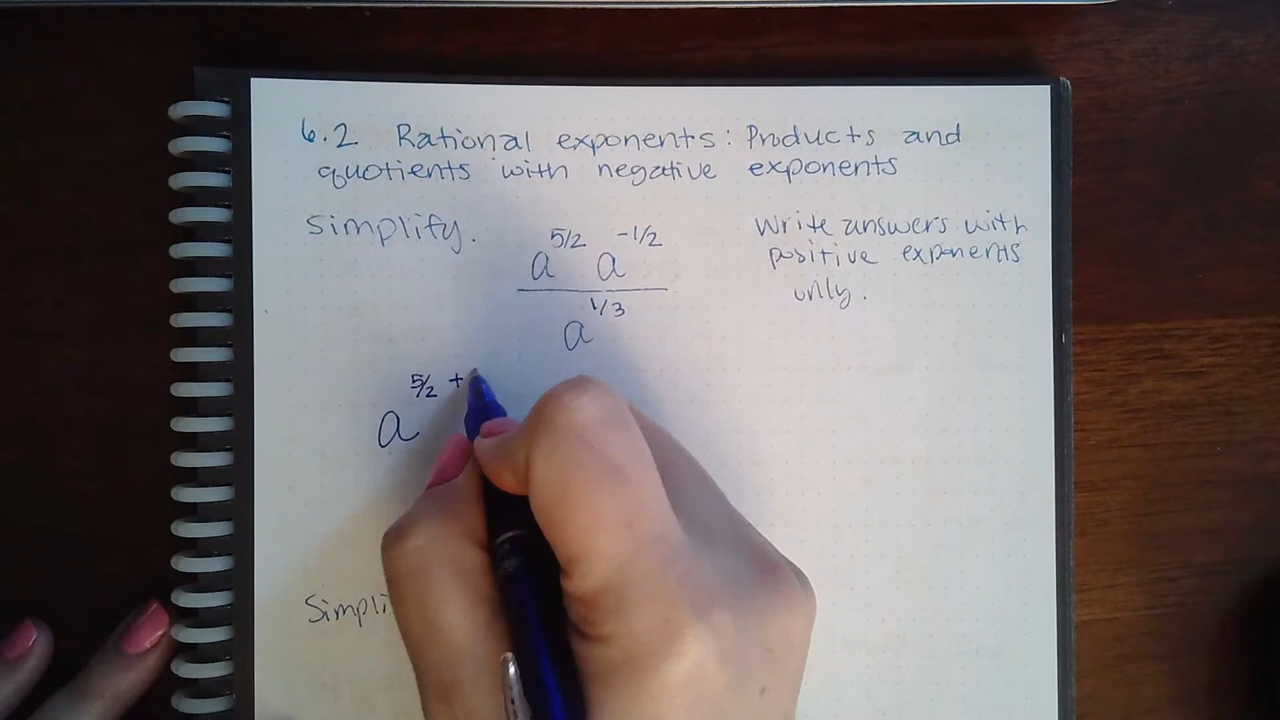 6.2 Rational exponents: Products and
quotients with negative exponents
Simplify.
a^5/2 a^-1/2
a^1/3
Write answers with
positive exponents
only.
a^5/2 +